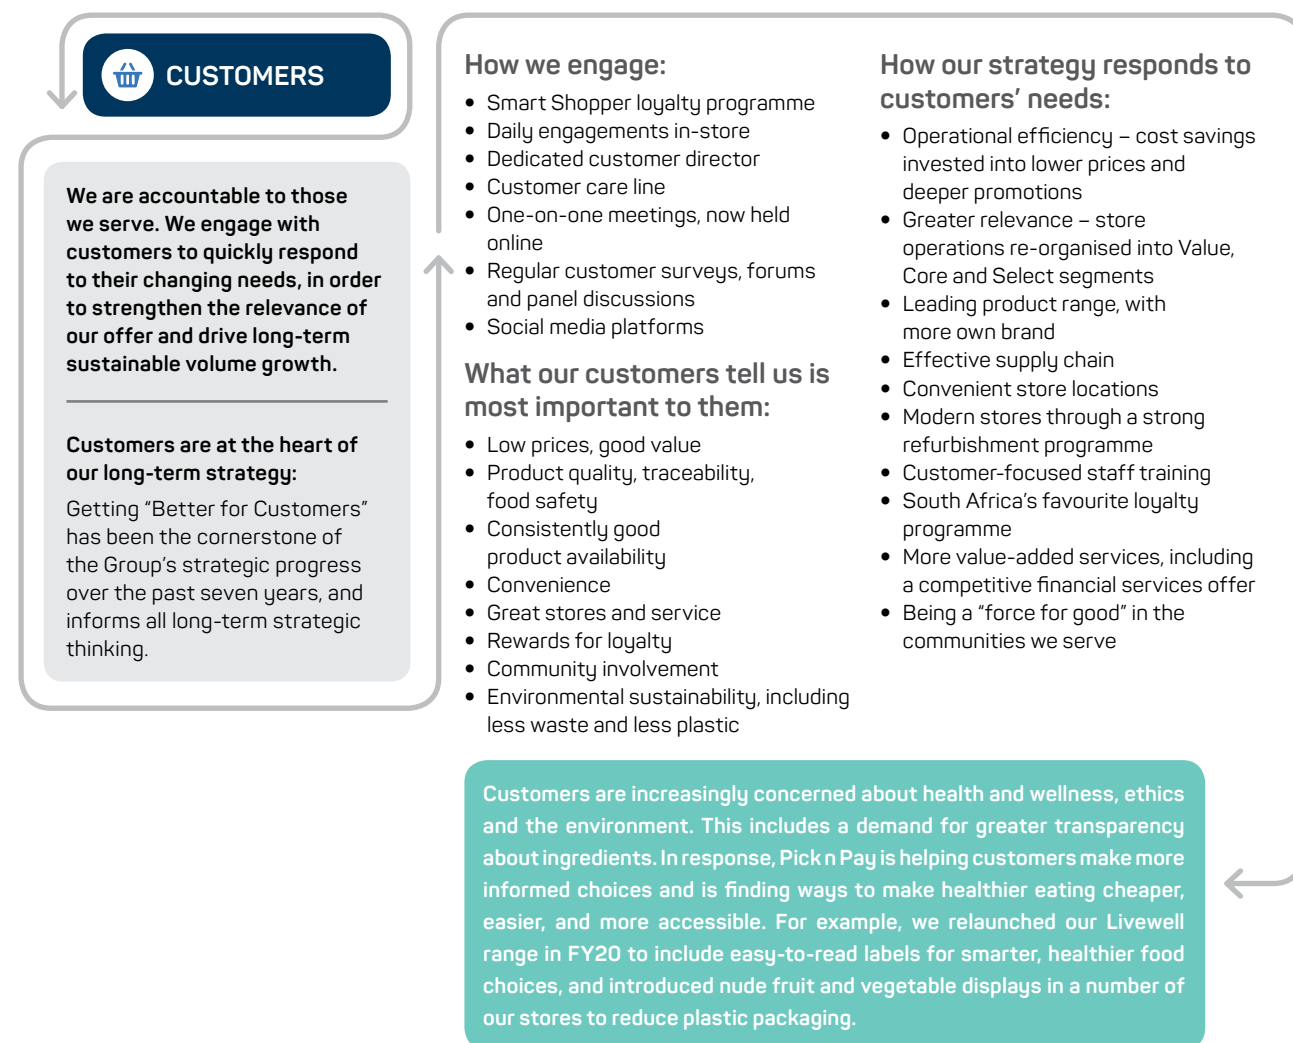 CUSTOMERS
We are accountable to those
we serve. We engage with
customers to quickly respond
to their changing needs, in order
to strengthen the relevance of
our offer and drive long-term
sustainable volume growth.
Customers are at the heart of
our long-term strategy:
Getting "Better for Customers"
has been the cornerstone of
the Group's strategic progress
over the past seven years, and
informs all long-term strategic
thinking.
How we engage:
• Smart Shopper loyalty programme
• Daily engagements in-store
• Dedicated customer director
• Customer care line
• One-on-one meetings, now held
online
• Regular customer surveys, forums
and panel discussions
• Social media platforms
What our customers tell us is
most important to them:
• Low prices, good value
• Product quality, traceability,
food safety
• Consistently good
product availability
• Convenience
• Great stores and service
• Rewards for loyalty
• Community involvement
• Environmental sustainability, including
less waste and less plastic
How our strategy responds to
customers' needs:
• Operational efficiency – cost savings
invested into lower prices and
deeper promotions
• Greater relevance – store
operations re-organised into Value,
Core and Select segments
• Leading product range, with
more own brand
• Effective supply chain
• Convenient store locations
• Modern stores through a strong
refurbishment programme
• Customer-focused staff training
• South Africa's favourite loyalty
programme
• More value-added services, including
a competitive financial services offer
• Being a "force for good" in the
communities we serve
Customers are increasingly concerned about health and wellness, ethics
and the environment. This includes a demand for greater transparency
about ingredients. In response, Pick n Pay is helping customers make more
informed choices and is finding ways to make healthier eating cheaper,
easier, and more accessible. For example, we relaunched our Livewell
range in FY20 to include easy-to-read labels for smarter, healthier food
choices, and introduced nude fruit and vegetable displays in a number of
our stores to reduce plastic packaging.